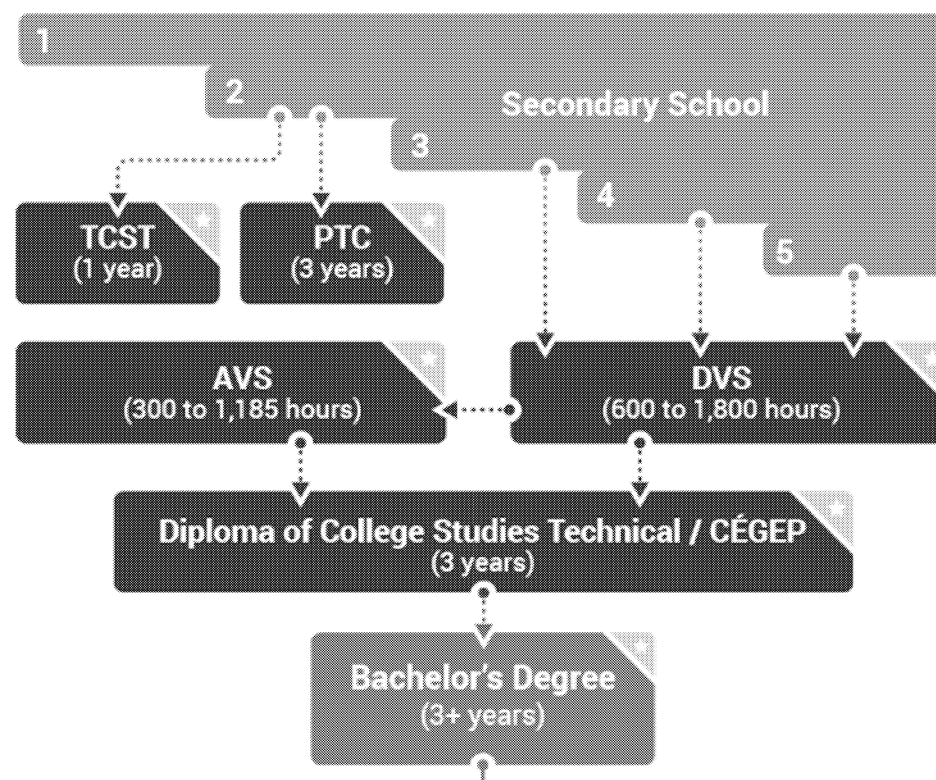 1
2
Secondary School
3
4
5
TCST
(1 year)
PTC
(3 years)
AVS
(300 to 1,185 hours)
DVS
(600 to 1,800 hours)
Diploma of College Studies Technical / CÉGEP
(3 years)
Bachelor's Degree
(3+ years)